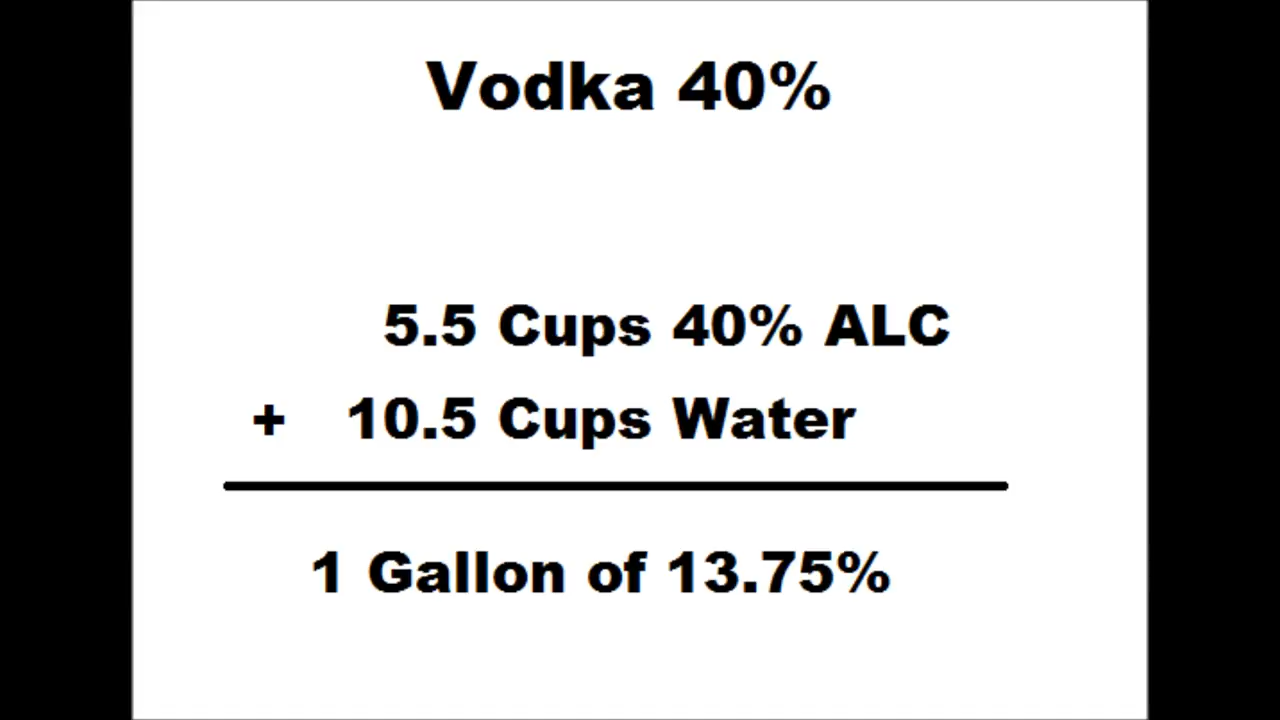 Vodka 40%
5.5 Cups 40% ALC
+ 10.5 Cups Water
1 Gallon of 13.75%